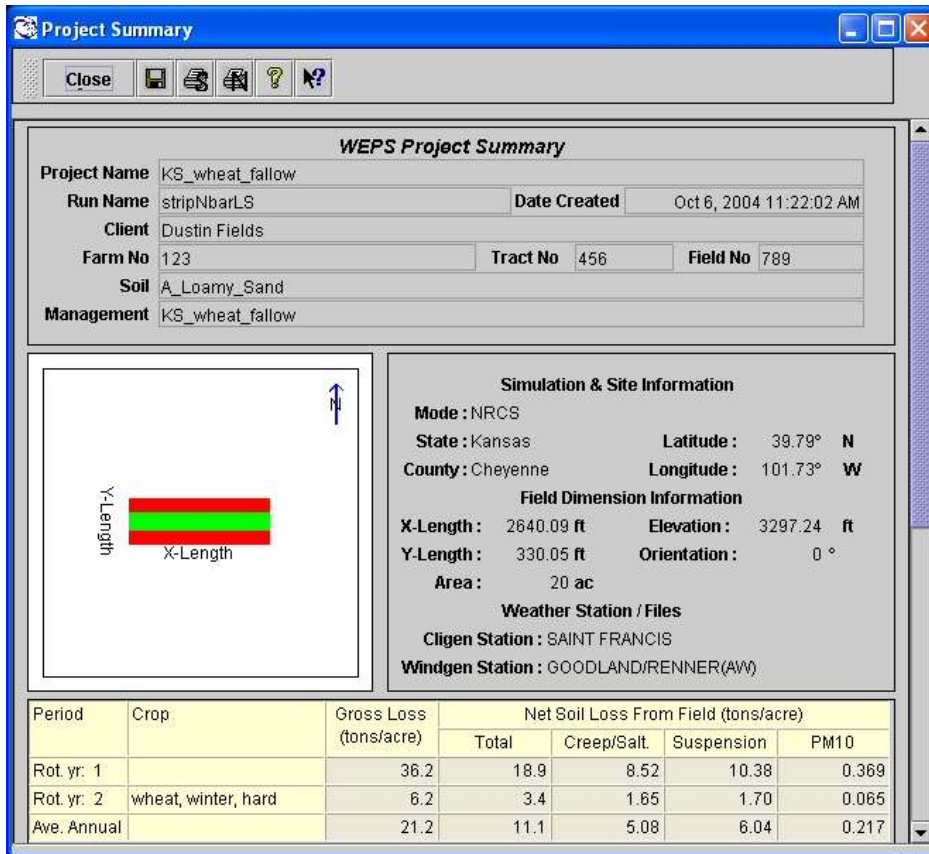 Project Summary
Close
WEPS Project Summary
Project Name KS_wheat_fallow
Run Name stripNbarLS Date Created Oct 6, 2004 11:22:02 AM
Client Dustin Fields
Farm No 123 Tract No 456 Field No 789
Soil A_Loamy_Sand
Management KS_wheat_fallow
N
Y-Length
X-Length
Simulation & Site Information
Mode : NRCS
State : Kansas Latitude : 39.79° N
County : Cheyenne Longitude : 101.73° W
Field Dimension Information
X-Length : 2640.09 ft Elevation : 3297.24 ft
Y-Length : 330.05 ft Orientation : 0 °
Area : 20 ac
Weather Station / Files
Cligen Station : SAINT FRANCIS
Windgen Station : GOODLAND/RENNER(AW)
Period Crop Gross Loss Net Soil Loss From Field (tons/acre)
(tons/acre) Total Creep/Salt. Suspension PM10
Rot. yr: 1 36.2 18.9 8.52 10.38 0.369
Rot. yr: 2 wheat, winter, hard 6.2 3.4 1.65 1.70 0.065
Ave. Annual 21.2 11.1 5.08 6.04 0.217